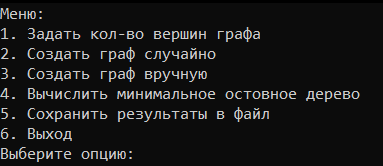 Меню:
1. Задать кол-во вершин графа
2. Создать граф случайно
3. Создать граф вручную
4. Вычислить минимальное остовное дерево
5. Сохранить результаты в файл
6. Выход
Выберите опцию: